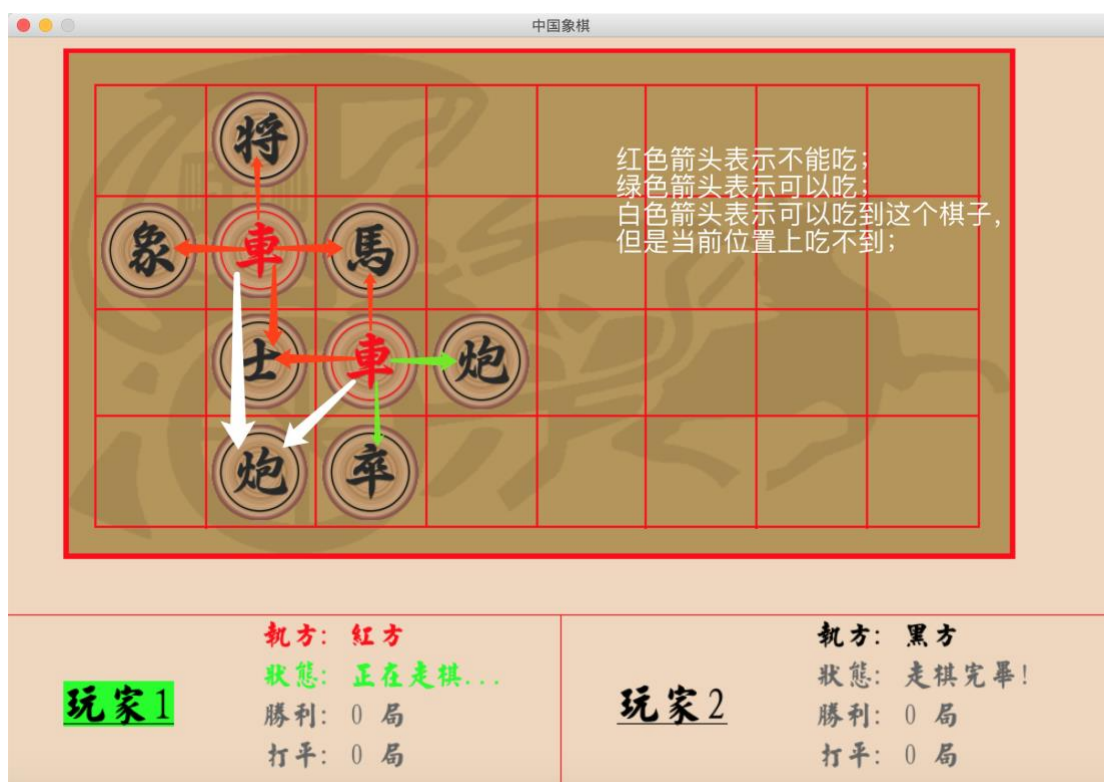 中国象棋
将
红色箭头表示不能吃;
绿色箭头表示可以吃;
白色箭头表示可以吃到这个棋子,
但是当前位置上吃不到;
象 車 馬
士 車 炮
炮 卒
玩家1
執方: 紅方
狀態: 正在走棋...
勝利: 0 局
打平: 0 局
玩家2
執方: 黑方
狀態: 走棋完畢!
勝利: 0 局
打平: 0 局